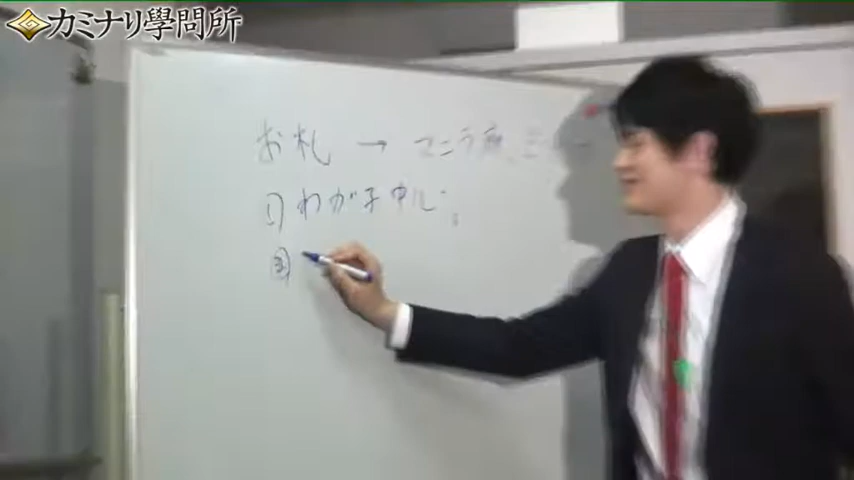 カミナリ學問所
お札 → マニラ麻、ミ
① わが子中心。
②